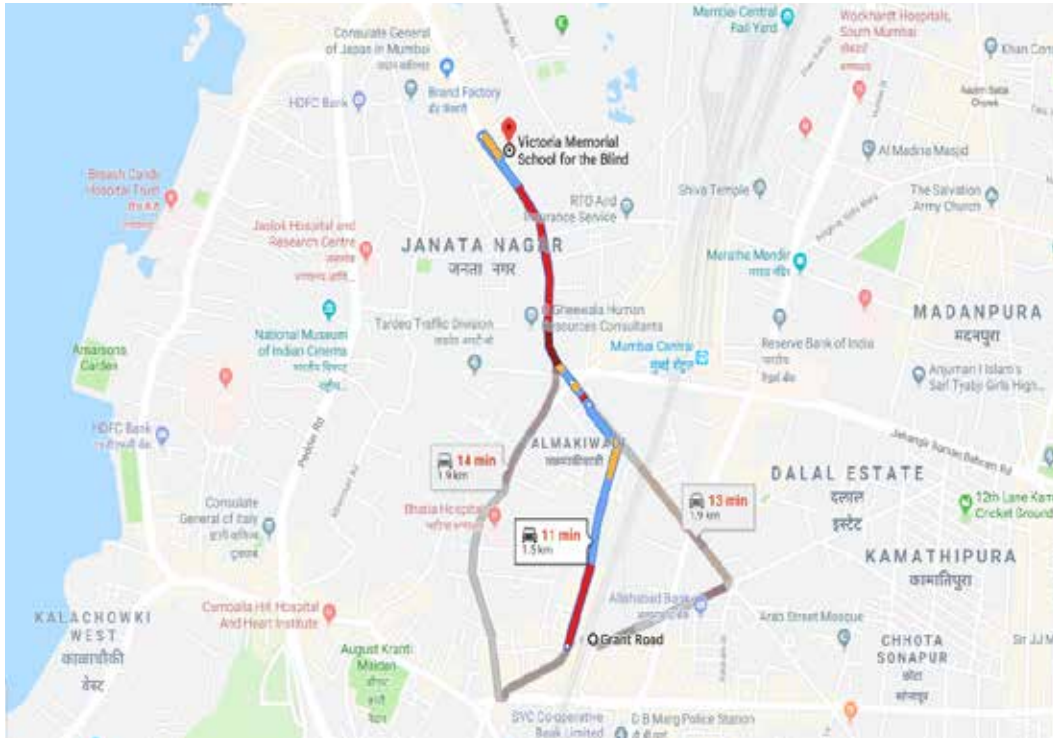 Mumbai Central
Rail Yard
Wockhardt Hospitals,
South Mumbai
Consulate General
of Japan in Mumbai
Khan
HDFC Bank
Brand Factory
Victoria Memorial
School for the Blind
Al Madina Masjid
Breach Candy
Hospital Trust
RTO And
Insurance Service
Shiva Temple
The Salvation
Army Church
Jaslok Hospital and
Research Centre
JANATA NAGAR
जनता नगर
Maratha Mandir
National Museum
of Indian Cinema
Tardeo Traffic Division
Gheewala Human
Resources Consultants
Mumbai Central
MADANPURA
मदनपुरा
Amarsons
Garden
Reserve Bank of India
Anjuman I Islam's
Saif Tyabji Girls High...
HDFC Bank
Pedder Rd
ALMAKIWADI
Jehangir Boman Behram Rd
14 min
1.9 km
DALAL ESTATE
दलाल
इस्टेट
13 min
1.9 km
12th Lane Kam
Cricket Ground
Consulate
General of Italy
Bhatia Hospital
11 min
1.5 km
KAMATHIPURA
कामातिपुरा
Allahabad Bank
KALACHOWKI
WEST
काळाचौकी
वेस्ट
Cumballa Hill Hospital
And Heart Institute
Grant Road
Arab Street Mosque
CHHOTA
SONAPUR
छोटा
सोनापूर
Sir JJ M
August Kranti
Maidan
SVC Co-operative
Bank Limited
D B Marg Police Station